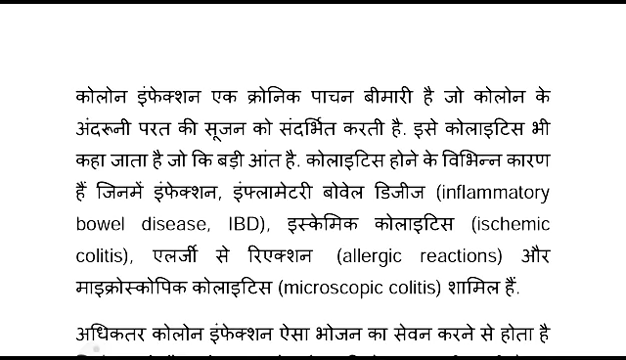 कोलोन इंफेक्शन एक क्रोनिक पाचन बीमारी है जो कोलोन के
अंदरूनी परत की सूजन को संदर्भित करती है. इसे कोलाइटिस भी
कहा जाता है जो कि बड़ी आंत है. कोलाइटिस होने के विभिन्न कारण
हैं जिनमें इंफेक्शन, इंफ्लामेटरी बोवेल डिजीज (inflammatory
bowel disease, IBD), इस्केमिक कोलाइटिस (ischemic
colitis), एलर्जी से रिएक्शन (allergic reactions) और
माइक्रोस्कोपिक कोलाइटिस (microscopic colitis) शामिल हैं.
अधिकतर कोलोन इंफेक्शन ऐसा भोजन का सेवन करने से होता है